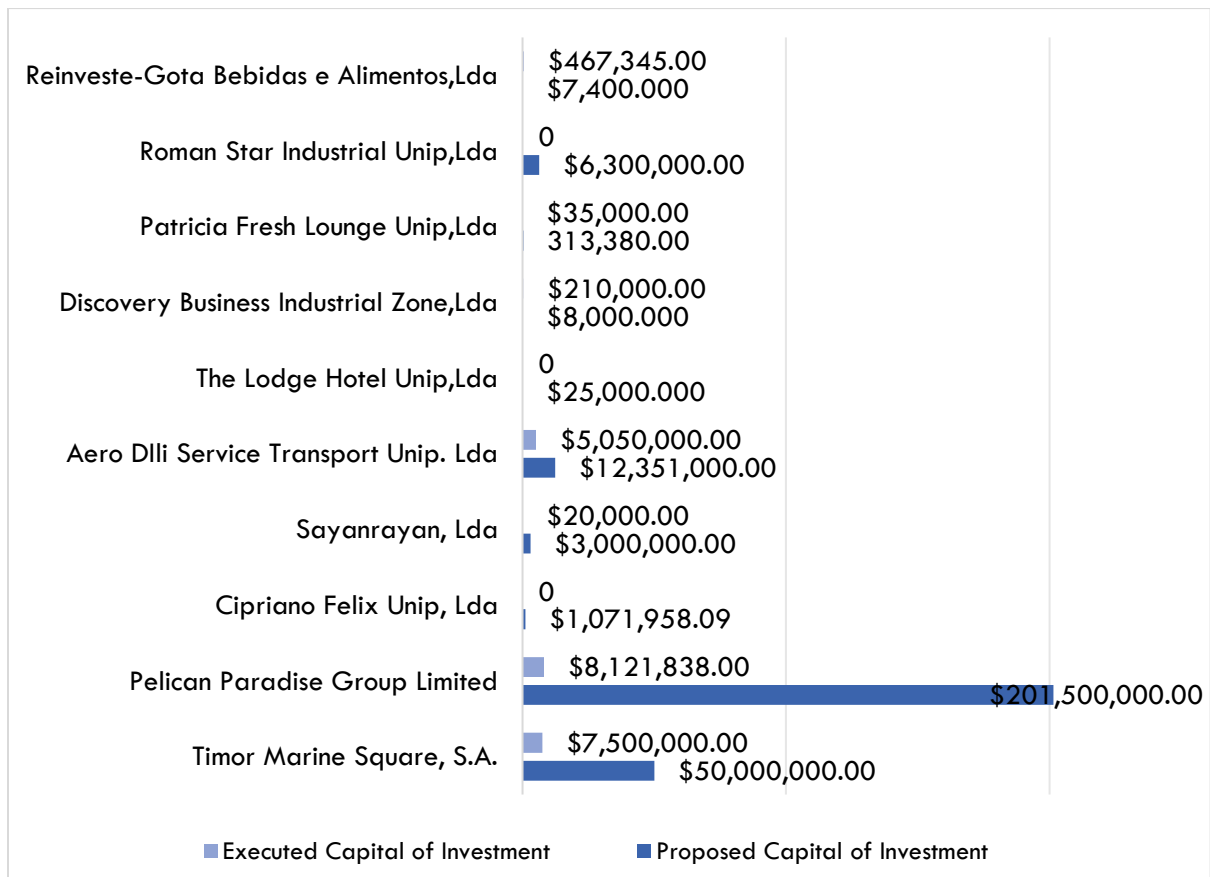 Reinveste-Gota Bebidas e Alimentos,Lda
$467,345.00
$7,400.000
Roman Star Industrial Unip,Lda
0
$6,300,000.00
Patricia Fresh Lounge Unip,Lda
$35,000.00
313,380.00
Discovery Business Industrial Zone,Lda
$210,000.00
$8,000.000
The Lodge Hotel Unip,Lda
0
$25,000.000
Aero DIli Service Transport Unip. Lda
$5,050,000.00
$12,351,000.00
Sayanrayan, Lda
$20,000.00
$3,000,000.00
Cipriano Felix Unip, Lda
0
$1,071,958.09
Pelican Paradise Group Limited
$8,121,838.00
$201,500,000.00
Timor Marine Square, S.A.
$7,500,000.00
$50,000,000.00
Executed Capital of Investment
Proposed Capital of Investment